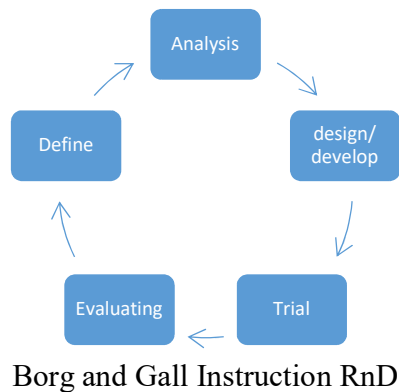 Analysis
design/
develop
Trial
Evaluating
Define
Borg and Gall Instruction RnD